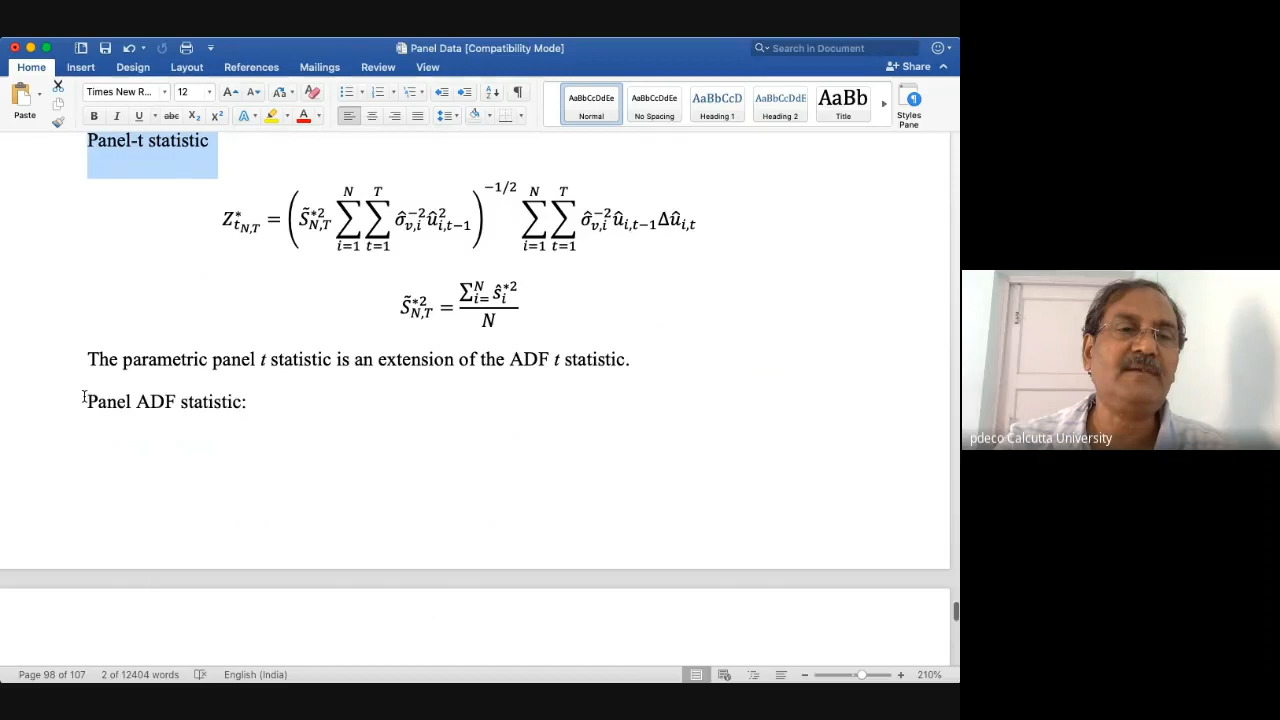 Panel Data [Compatibility Mode]
Search in Document
Home Insert Design Layout References Mailings Review View
Share
Paste
Times New R... 12
AaBbCcDdEe AaBbCcDdEe AaBbCcD AaBbCcDdE AaBb
Normal No Spacing Heading 1 Heading 2 Title
Styles Pane
Panel-t statistic
Z*_{t_{N,T}} = ( S̃*²_{N,T} ∑_{i=1}^{N} ∑_{t=1}^{T} σ̂⁻²_{v,i} û²_{i,t−1} )^{−1/2} ∑_{i=1}^{N} ∑_{t=1}^{T} σ̂⁻²_{v,i} û_{i,t−1} Δû_{i,t}
S̃*²_{N,T} = ∑_{i=}^{N} ŝ_i*² / N
The parametric panel t statistic is an extension of the ADF t statistic.
Panel ADF statistic:
pdeco Calcutta University
Page 98 of 107 2 of 12404 words English (India) 210%